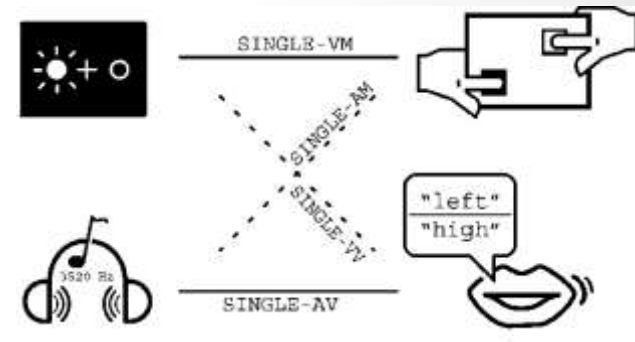 SINGLE-VM
SINGLE-AM
SINGLE-VV
"left"
"high"
3520 Hz
SINGLE-AV